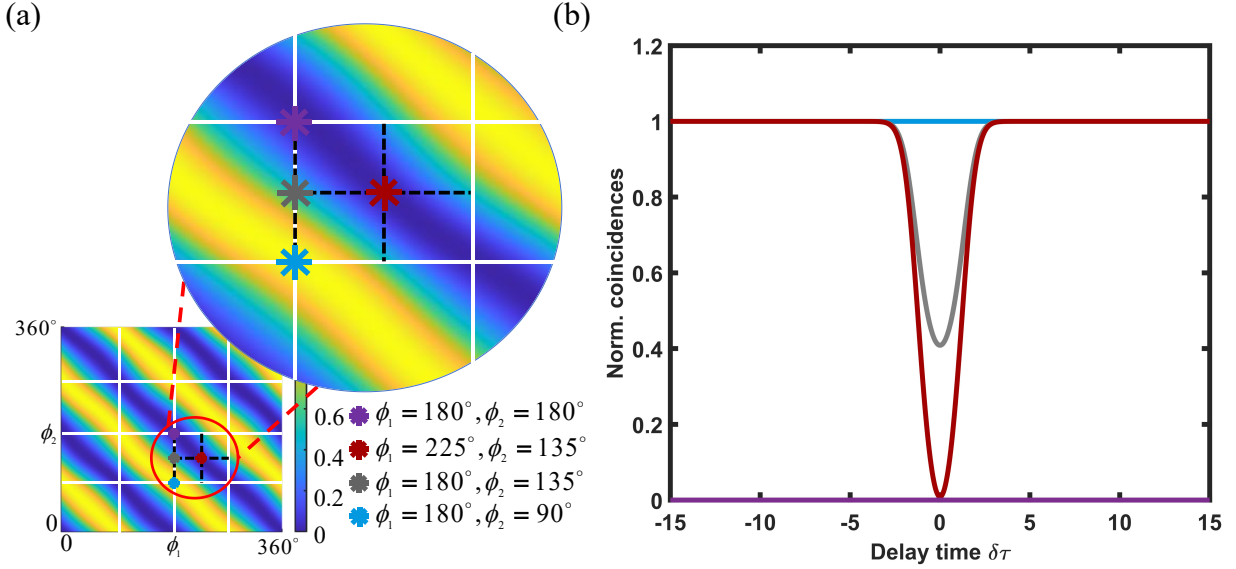 (a)
360°
ϕ₂
0
0
ϕ₁
360°
0.6
0.4
0.2
0
ϕ₁ = 180°, ϕ₂ = 180°
ϕ₁ = 225°, ϕ₂ = 135°
ϕ₁ = 180°, ϕ₂ = 135°
ϕ₁ = 180°, ϕ₂ = 90°
(b)
Norm. coincidences
1.2
1
0.8
0.6
0.4
0.2
0
-15
-10
-5
0
5
10
15
Delay time δτ